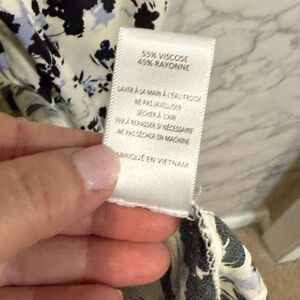 55% VISCOSE
45% RAYONNE
LAVER À LA MAIN À L'EAU FROIDE
NE PAS JAVELLISER
SÉCHER À L'AIR
FER À REPASSER SI NÉCESSAIRE
NE PAS SÉCHER EN MACHINE
FABRIQUÉ EN VIETNAM